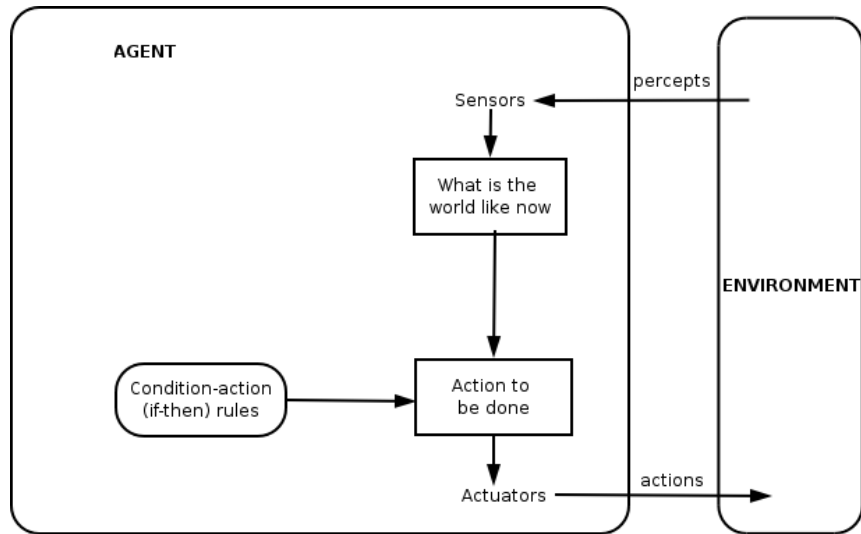 AGENT
percepts
Sensors
What is the
world like now
ENVIRONMENT
Condition-action
(if-then) rules
Action to
be done
actions
Actuators